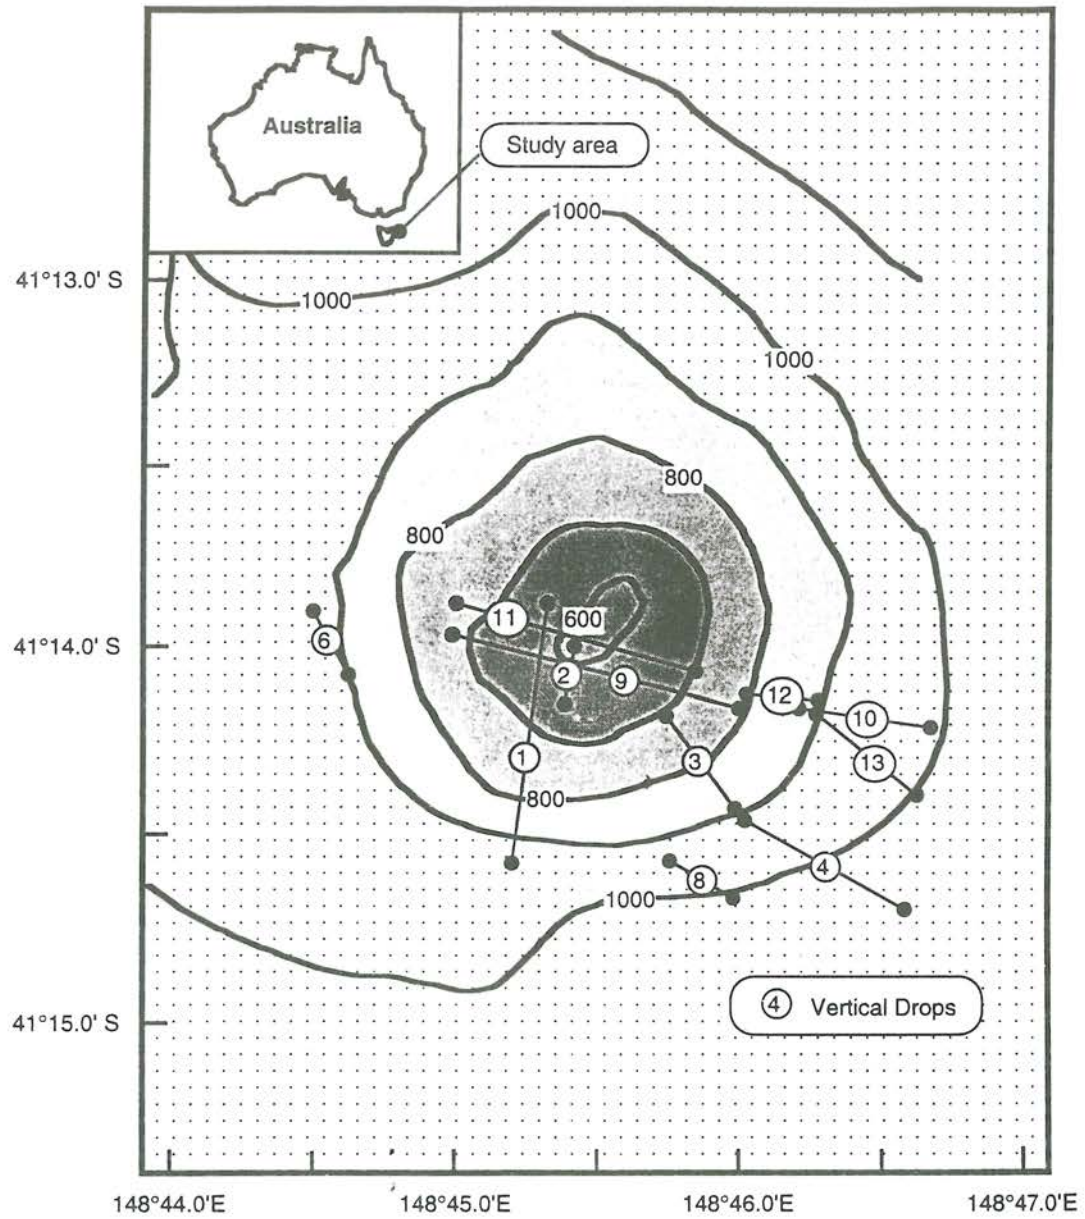 Australia
Study area
1000
41°13.0' S
1000
1000
800
800
11
600
41°14.0' S
6
2
9
12
10
1
3
13
800
4
8
1000
4 Vertical Drops
41°15.0' S
148°44.0'E
148°45.0'E
148°46.0'E
148°47.0'E